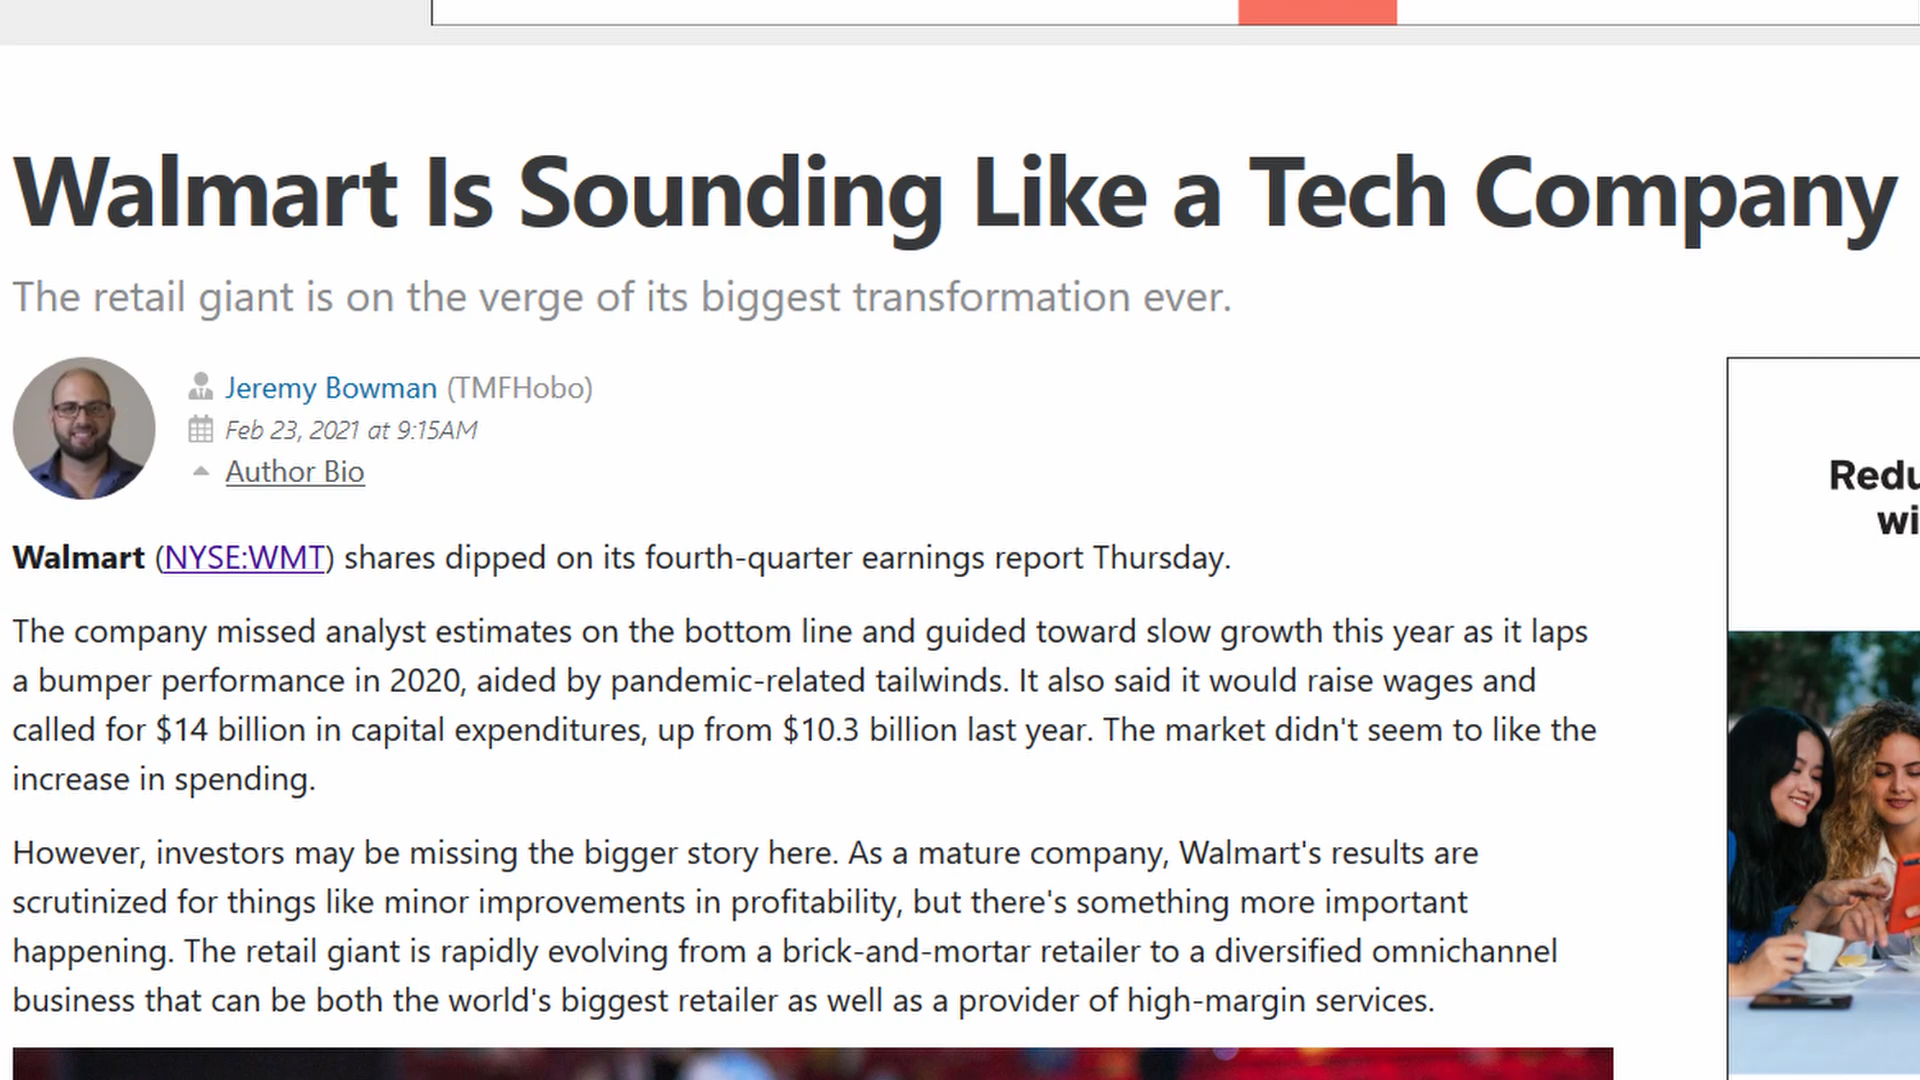 Walmart Is Sounding Like a Tech Company
The retail giant is on the verge of its biggest transformation ever.
Jeremy Bowman (TMFHobo)
Feb 23, 2021 at 9:15AM
Author Bio
Walmart (NYSE:WMT) shares dipped on its fourth-quarter earnings report Thursday.
The company missed analyst estimates on the bottom line and guided toward slow growth this year as it laps
a bumper performance in 2020, aided by pandemic-related tailwinds. It also said it would raise wages and
called for $14 billion in capital expenditures, up from $10.3 billion last year. The market didn't seem to like the
increase in spending.
However, investors may be missing the bigger story here. As a mature company, Walmart's results are
scrutinized for things like minor improvements in profitability, but there's something more important
happening. The retail giant is rapidly evolving from a brick-and-mortar retailer to a diversified omnichannel
business that can be both the world's biggest retailer as well as a provider of high-margin services.
Redu
wi